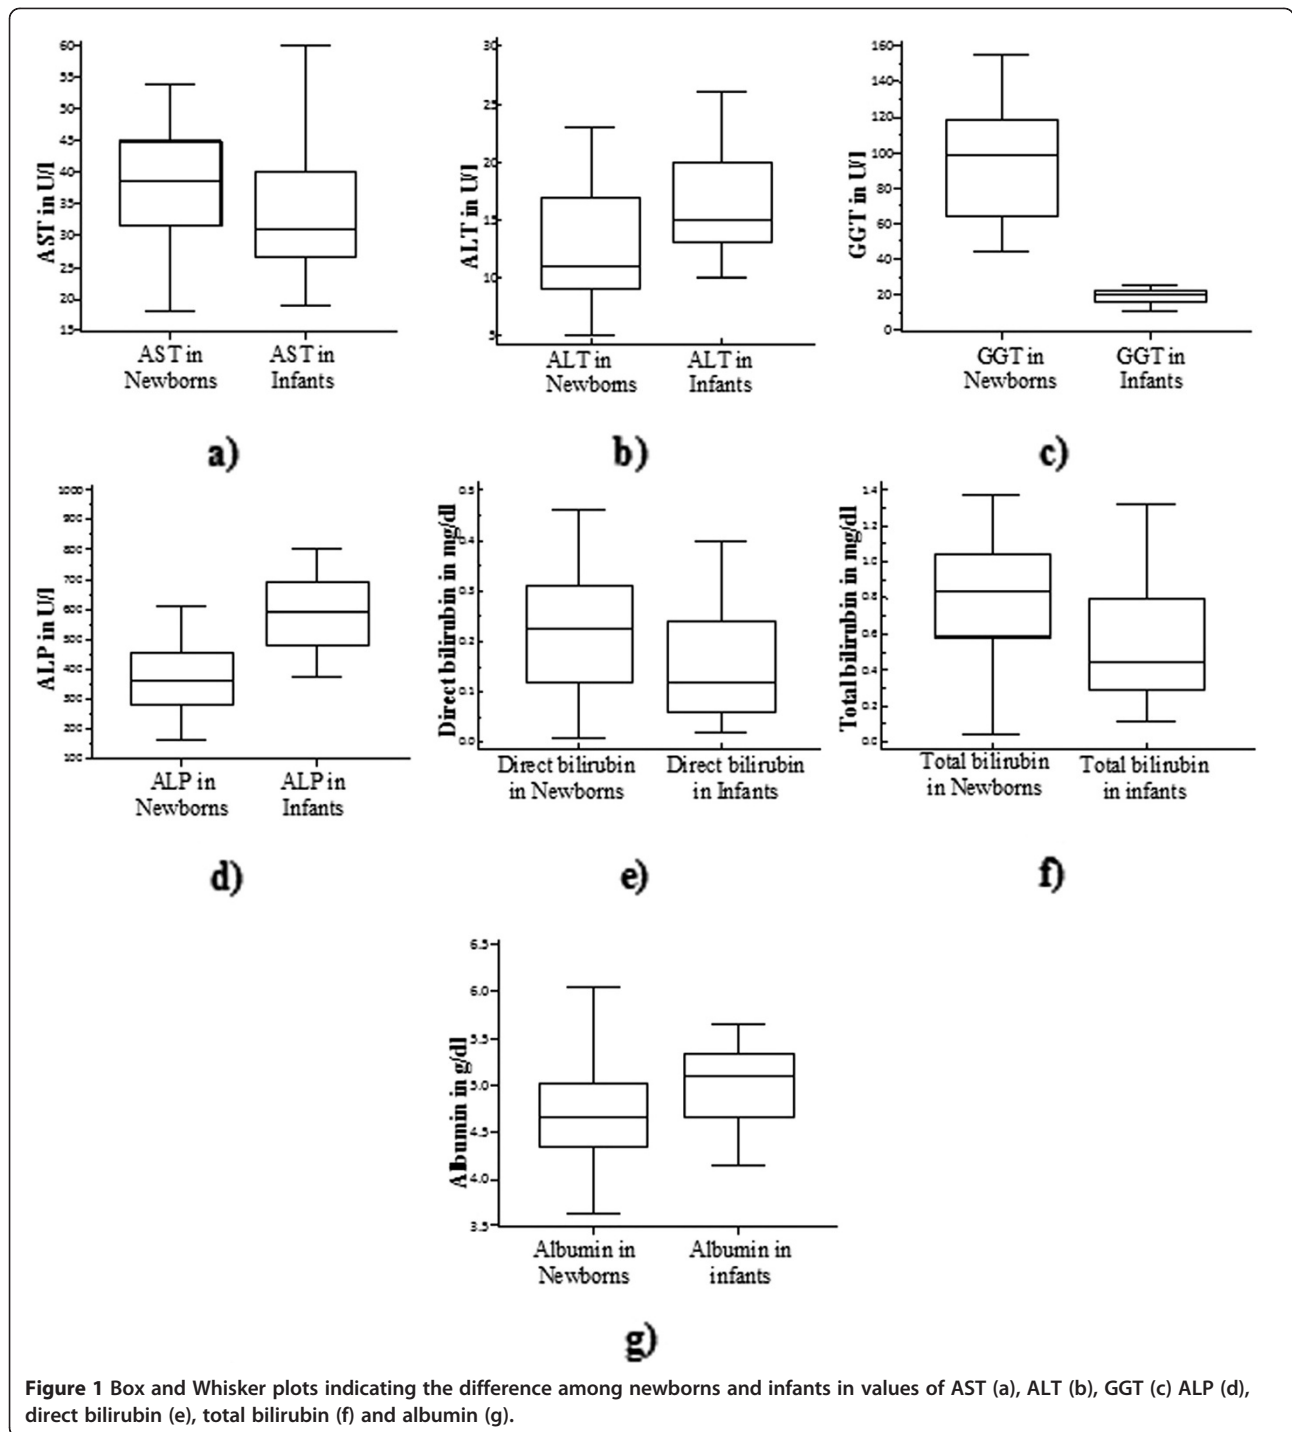 60
55
50
45
40
35
30
25
20
15
AST in U/l
AST in
Newborns
AST in
Infants
a)
30
25
20
15
10
5
ALT in U/l
ALT in
Newborns
ALT in
Infants
b)
160
140
120
100
80
60
40
20
0
GGT in U/l
GGT in
Newborns
GGT in
Infants
c)
1000
900
800
700
600
500
400
300
200
100
ALP in U/l
ALP in
Newborns
ALP in
Infants
d)
0.5
0.4
0.3
0.2
0.1
0.0
Direct bilirubin in mg/dl
Direct bilirubin
in Newborns
Direct bilirubin
in Infants
e)
1.4
1.2
1.0
0.8
0.6
0.4
0.2
0.0
Total bilirubin in mg/dl
Total bilirubin
in Newborns
Total bilirubin
in infants
f)
6.5
6.0
5.5
5.0
4.5
4.0
3.5
Albumin in g/dl
Albumin in
Newborns
Albumin in
infants
g)
Figure 1 Box and Whisker plots indicating the difference among newborns and infants in values of AST (a), ALT (b), GGT (c) ALP (d),
direct bilirubin (e), total bilirubin (f) and albumin (g).